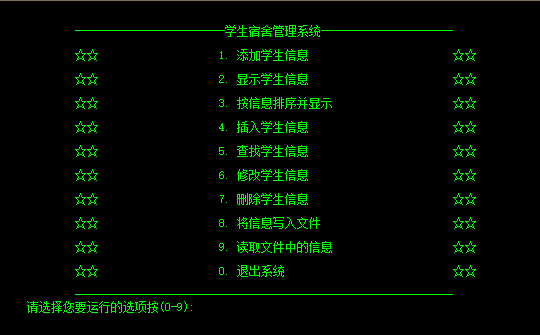 学生宿舍管理系统
☆☆ 1. 添加学生信息 ☆☆
☆☆ 2. 显示学生信息 ☆☆
☆☆ 3. 按信息排序并显示 ☆☆
☆☆ 4. 插入学生信息 ☆☆
☆☆ 5. 查找学生信息 ☆☆
☆☆ 6. 修改学生信息 ☆☆
☆☆ 7. 删除学生信息 ☆☆
☆☆ 8. 将信息写入文件 ☆☆
☆☆ 9. 读取文件中的信息 ☆☆
☆☆ 0. 退出系统 ☆☆
请选择您要运行的选项按(0-9):